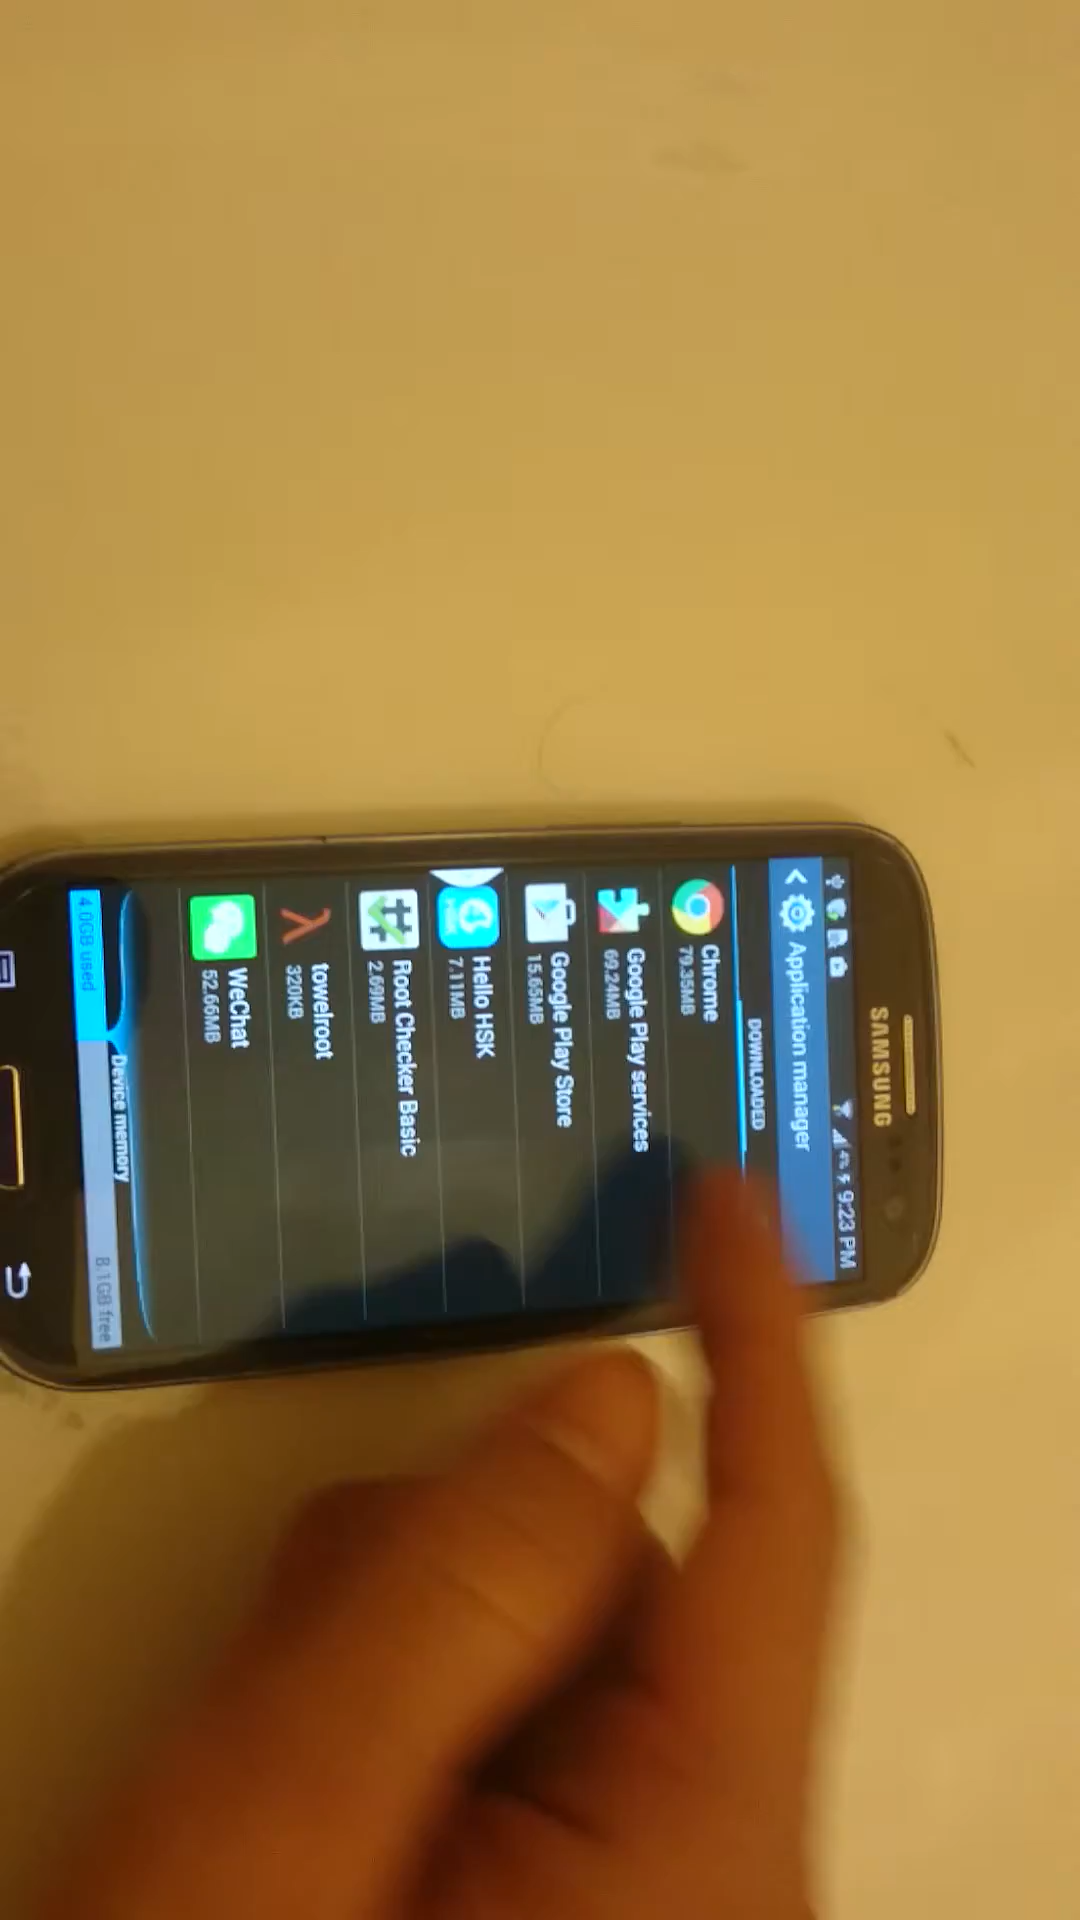 SAMSUNG
4% 9:23 PM
Application manager
DOWNLOADED
Chrome
79.35MB
Google Play services
69.24MB
Google Play Store
15.65MB
Hello HSK
7.11MB
Root Checker Basic
2.69MB
towelroot
320KB
WeChat
52.66MB
Device memory
4.0GB used
8.1GB free